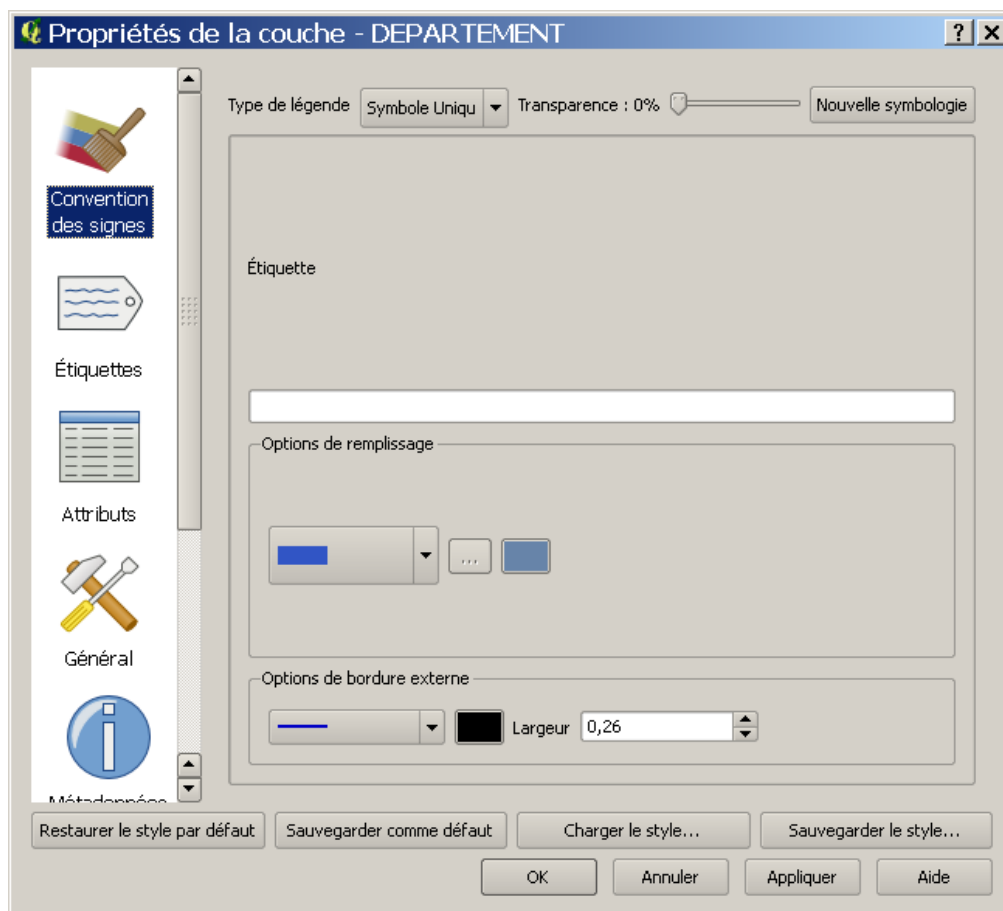 Propriétés de la couche - DEPARTEMENT
Type de légende
Symbole Uniqu
Transparence : 0%
Nouvelle symbologie
Convention
des signes
Étiquettes
Attributs
Général
Métadonnées
Étiquette
Options de remplissage
...
Options de bordure externe
Largeur
0,26
Restaurer le style par défaut
Sauvegarder comme défaut
Charger le style...
Sauvegarder le style...
OK
Annuler
Appliquer
Aide